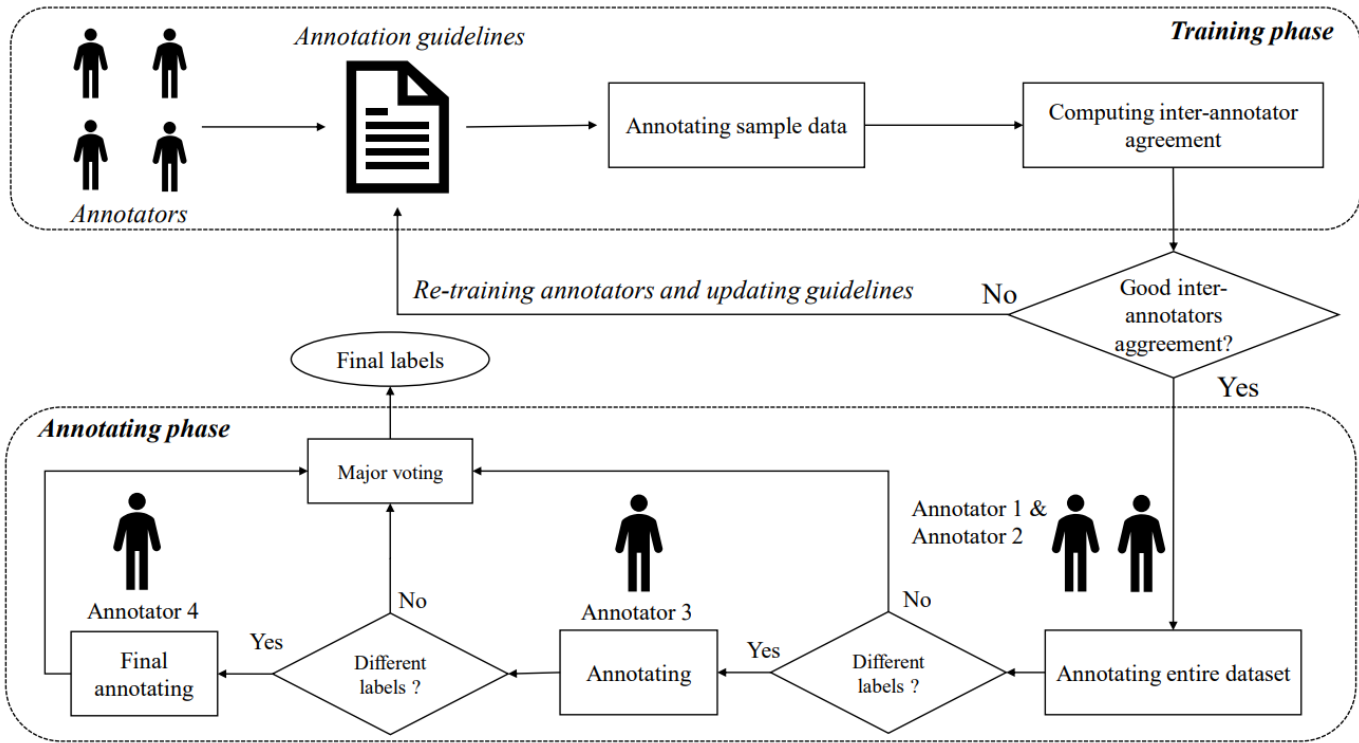 Annotation guidelines
Training phase
Annotators
Annotating sample data
Computing inter-annotator
agreement
Re-training annotators and updating guidelines
No
Good inter-
annotators
aggreement?
Yes
Final labels
Annotating phase
Major voting
Annotator 1 &
Annotator 2
Annotator 4
No
Annotator 3
No
Final
annotating
Yes
Different
labels ?
Annotating
Yes
Different
labels ?
Annotating entire dataset